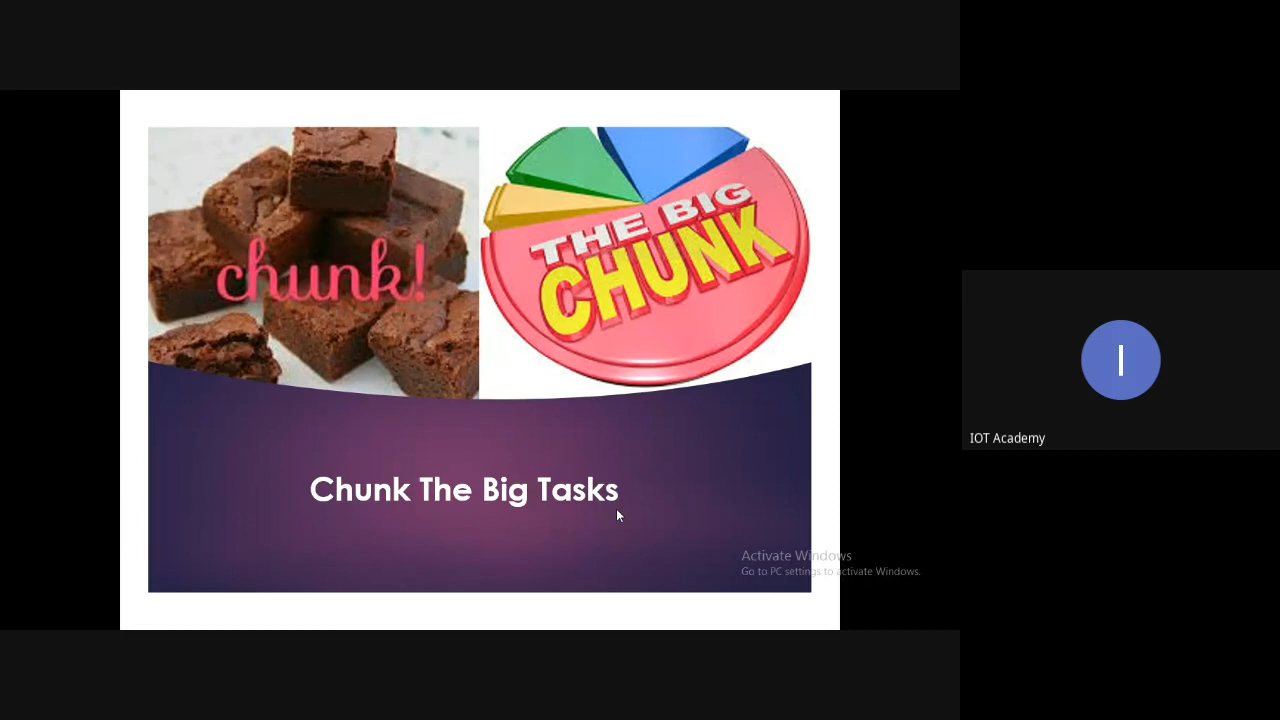 chunk!
THE BIG
CHUNK
Chunk The Big Tasks
Activate Windows
Go to PC settings to activate Windows.
I
IOT Academy